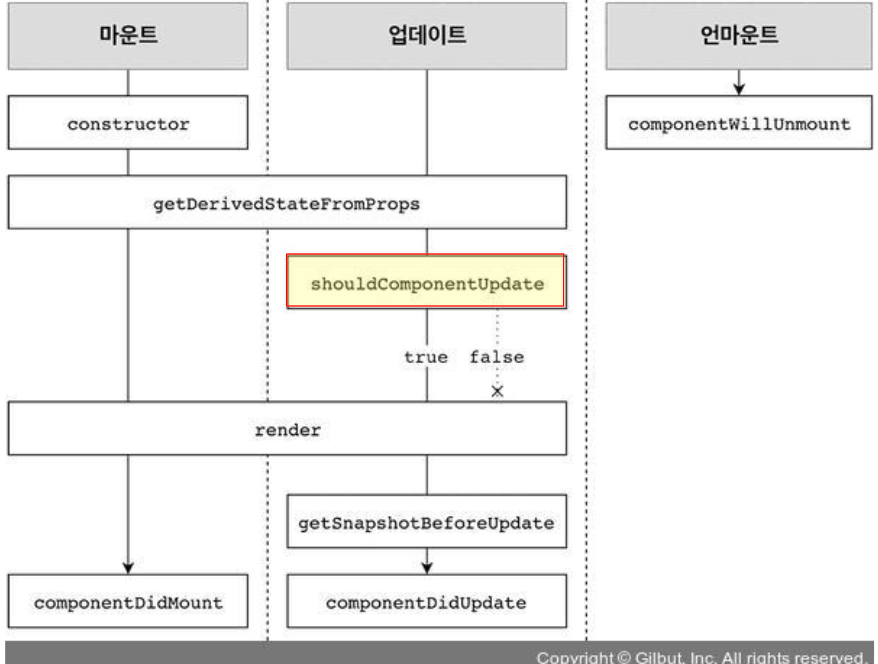 마운트
업데이트
언마운트
constructor
componentWillUnmount
getDerivedStateFromProps
shouldComponentUpdate
true false
render
getSnapshotBeforeUpdate
componentDidMount
componentDidUpdate
Copyright © Gilbut, Inc. All rights reserved.